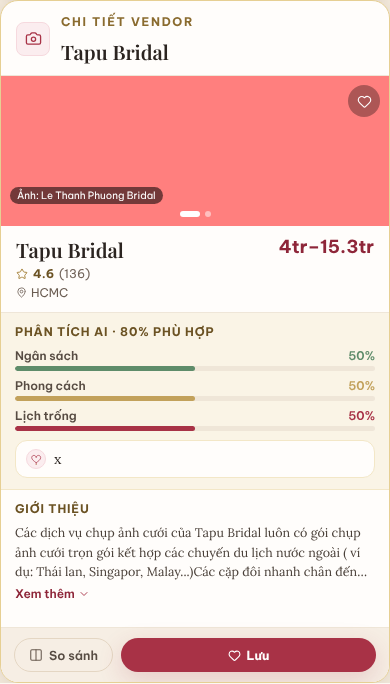 CHI TIẾT VENDOR
Tapu Bridal
Ảnh: Le Thanh Phuong Bridal
Tapu Bridal
4tr–15.3tr
4.6 (136)
HCMC
PHÂN TÍCH AI · 80% PHÙ HỢP
Ngân sách 50%
Phong cách 50%
Lịch trống 50%
x
GIỚI THIỆU
Các dịch vụ chụp ảnh cưới của Tapu Bridal luôn có gói chụp
ảnh cưới trọn gói kết hợp các chuyến du lịch nước ngoài ( ví
dụ: Thái lan, Singapor, Malay...)Các cặp đôi nhanh chân đến...
Xem thêm
So sánh
Lưu